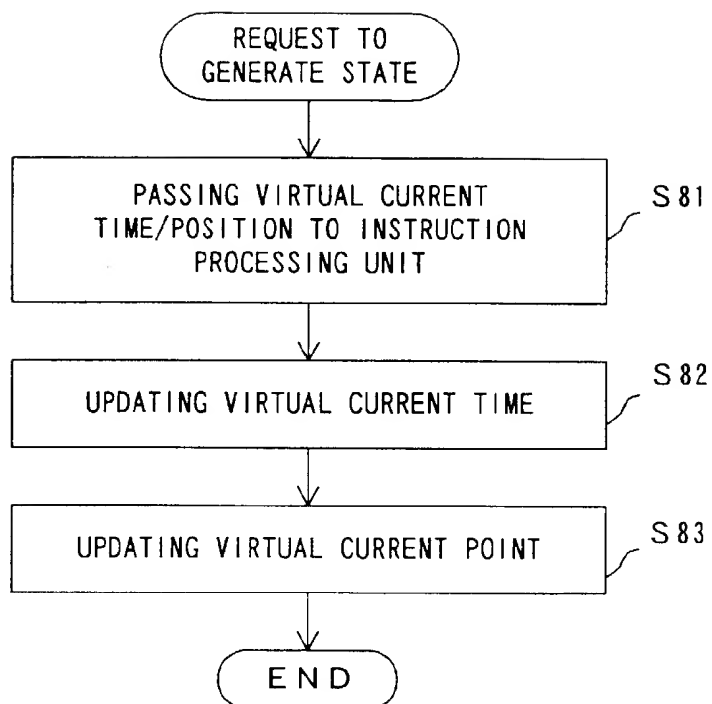 REQUEST TO
GENERATE STATE
PASSING VIRTUAL CURRENT
TIME/POSITION TO INSTRUCTION
PROCESSING UNIT
S81
UPDATING VIRTUAL CURRENT TIME
S82
UPDATING VIRTUAL CURRENT POINT
S83
END